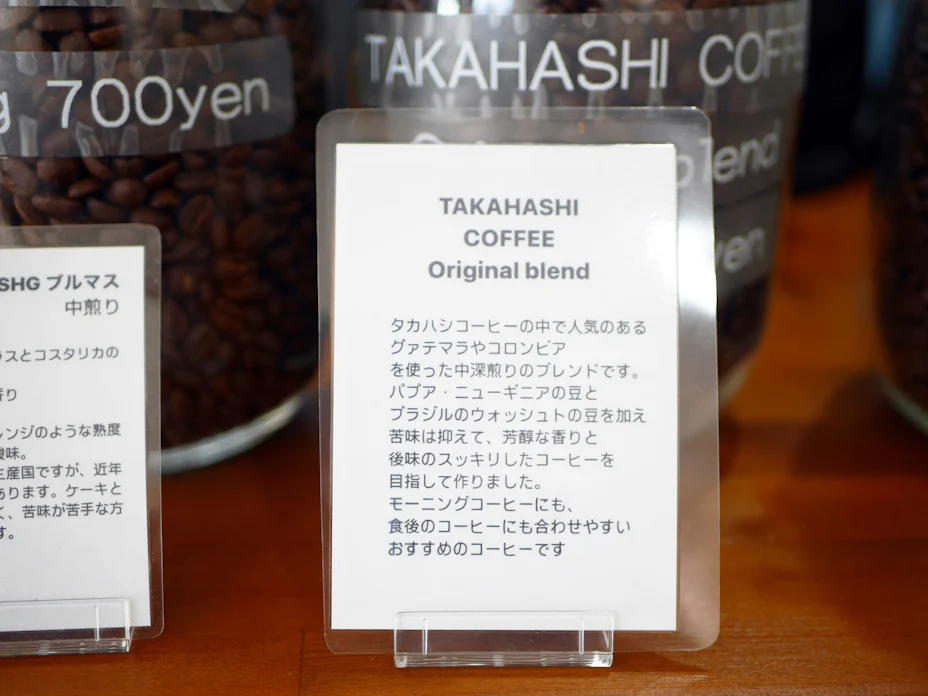 700yen
TAKAHASHI
blend
yen
TAKAHASHI
COFFEE
Original blend
タカハシコーヒーの中で人気のある
グァテマラやコロンビア
を使った中深煎りのブレンドです。
パプア・ニューギニアの豆と
ブラジルのウォッシュトの豆を加え
苦味は抑えて、芳醇な香りと
後味のスッキリしたコーヒーを
目指して作りました。
モーニングコーヒーにも、
食後のコーヒーにも合わせやすい
おすすめのコーヒーです
SHG ブルマス
中煎り
ラスとコスタリカの
香り
レンジのような熟度
酸味。
生産国ですが、近年
あります。ケーキと
く、苦味が苦手な方
す。